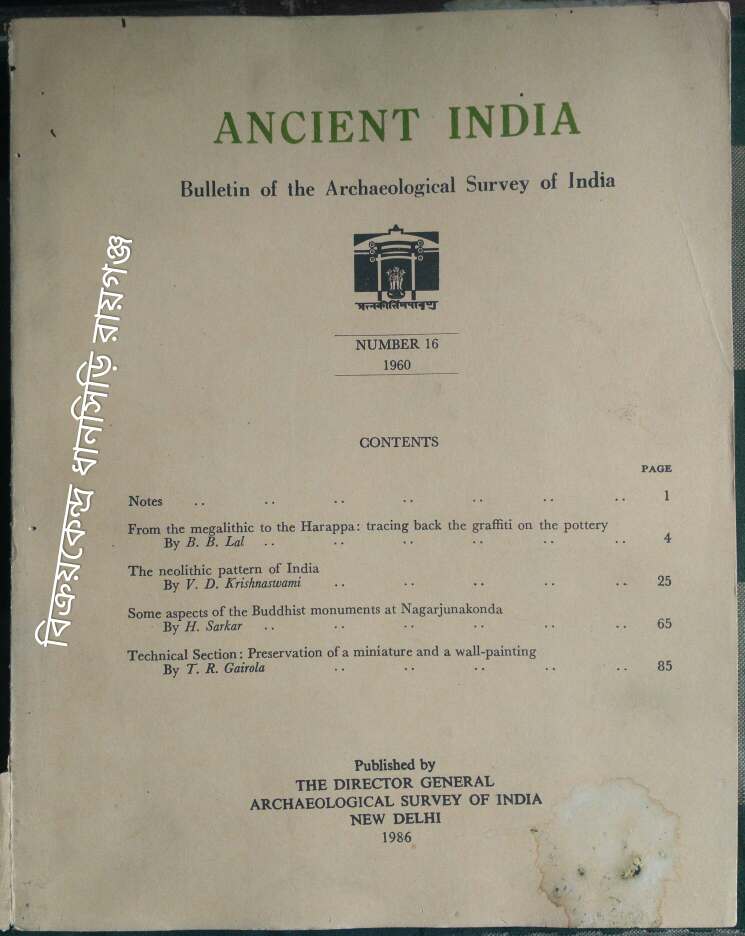 ANCIENT INDIA
Bulletin of the Archaeological Survey of India
प्रत्नकीर्तिमपावृणु
NUMBER 16
1960
CONTENTS
PAGE
Notes .. .. .. .. .. .. .. 1
From the megalithic to the Harappa: tracing back the graffiti on the pottery
By B. B. Lal .. .. .. .. .. .. 4
The neolithic pattern of India
By V. D. Krishnaswami .. .. .. .. .. 25
Some aspects of the Buddhist monuments at Nagarjunakonda
By H. Sarkar .. .. .. .. .. .. 65
Technical Section: Preservation of a miniature and a wall-painting
By T. R. Gairola .. .. .. .. .. 85
Published by
THE DIRECTOR GENERAL
ARCHAEOLOGICAL SURVEY OF INDIA
NEW DELHI
1986
বিক্রয়কেন্দ্র ধানসিড়ি রায়গঞ্জ